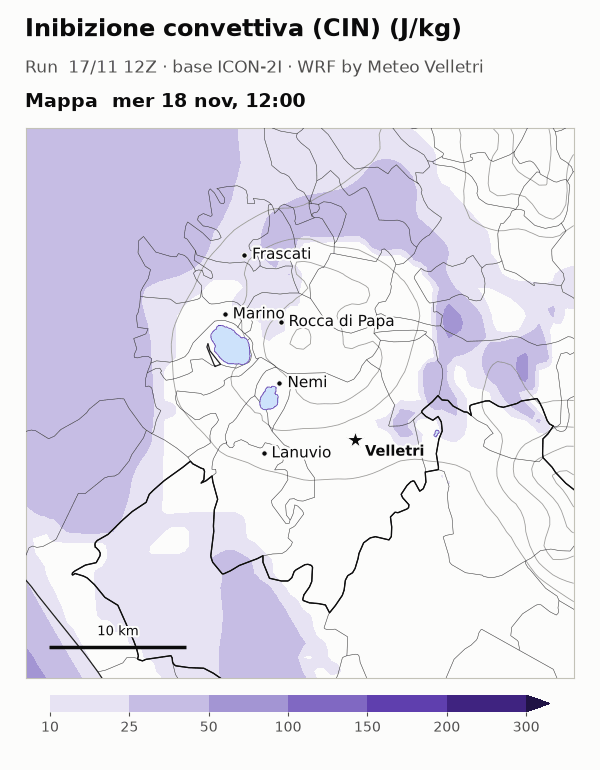 Inibizione convettiva (CIN) (J/kg)
Run  17/11 12Z · base ICON-2I · WRF by Meteo Velletri
Mappa  mer 18 nov, 12:00
Frascati
Marino
Rocca di Papa
Nemi
Velletri
Lanuvio
10 km
10 25 50 100 150 200 300